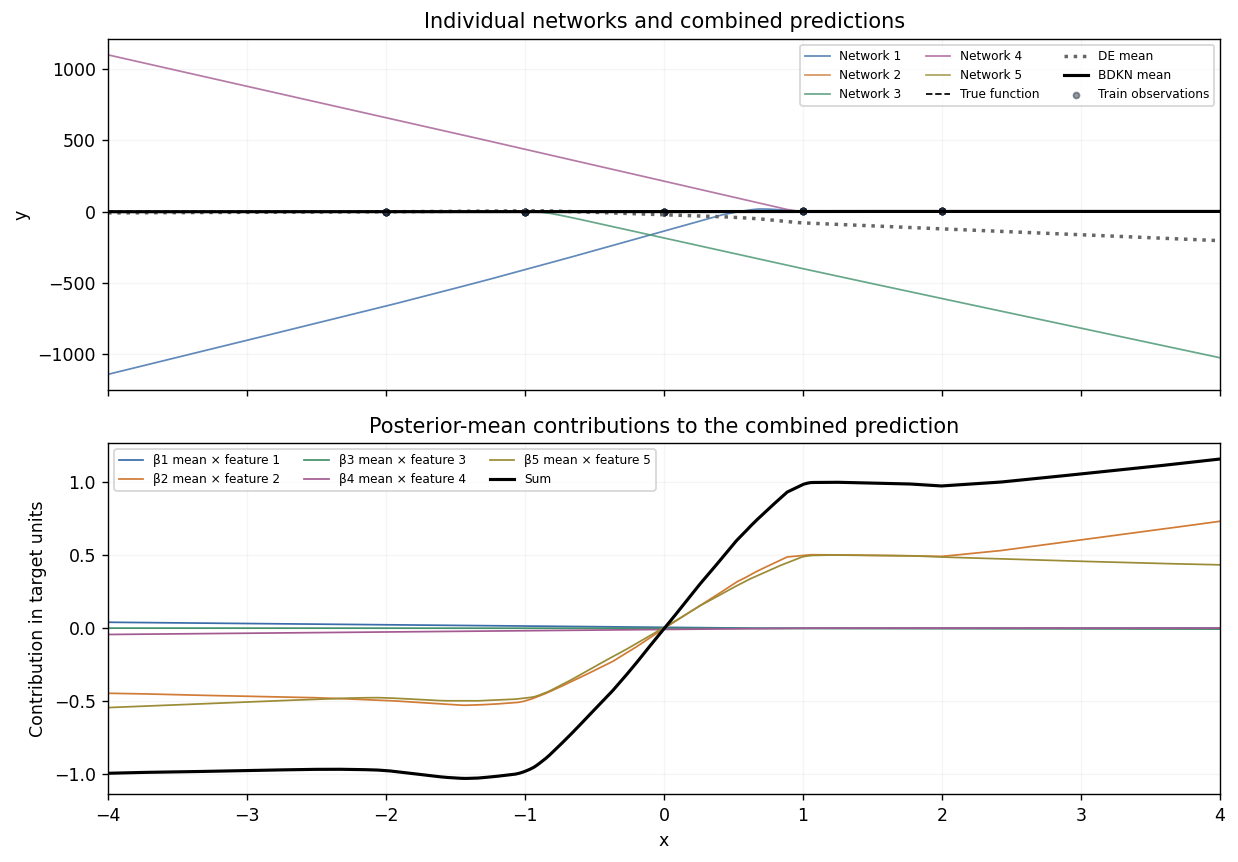 Individual networks and combined predictions
1000
500
0
−500
−1000
y
Network 1
Network 2
Network 3
Network 4
Network 5
True function
DE mean
BDKN mean
Train observations
Posterior-mean contributions to the combined prediction
1.0
0.5
0.0
−0.5
−1.0
Contribution in target units
β1 mean × feature 1
β2 mean × feature 2
β3 mean × feature 3
β4 mean × feature 4
β5 mean × feature 5
Sum
−4 −3 −2 −1 0 1 2 3 4
x